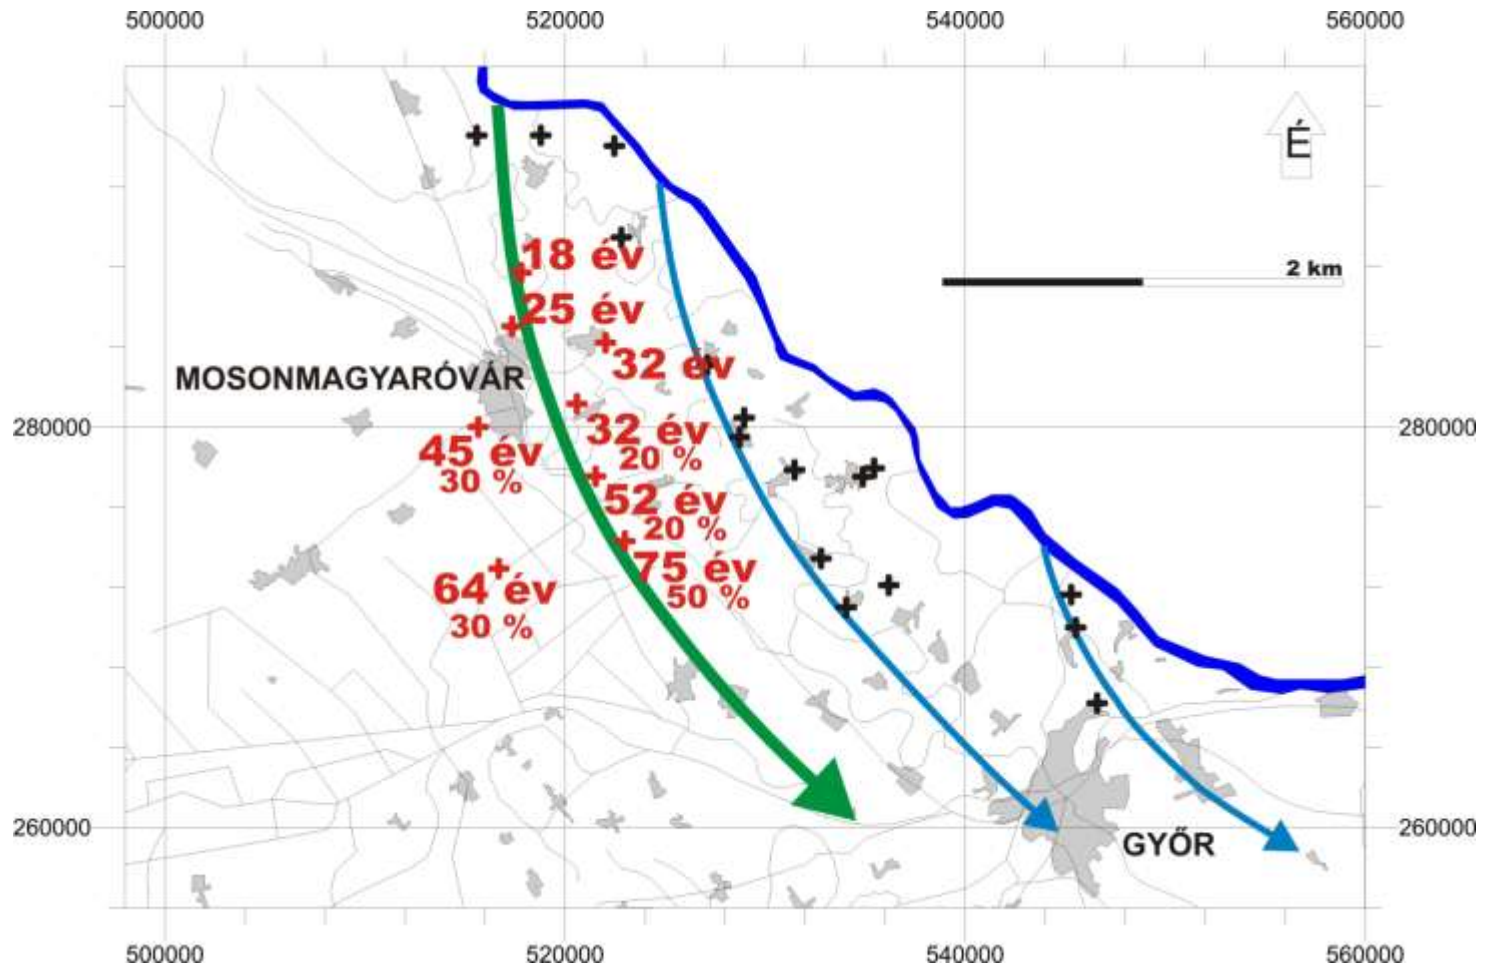 500000
520000
540000
560000
É
18 év
2 km
25 év
32 év
MOSONMAGYARÓVÁR
280000
280000
32 év
20 %
45 év
30 %
52 év
20 %
75 év
50 %
64 év
30 %
260000
260000
GYŐR
500000
520000
540000
560000